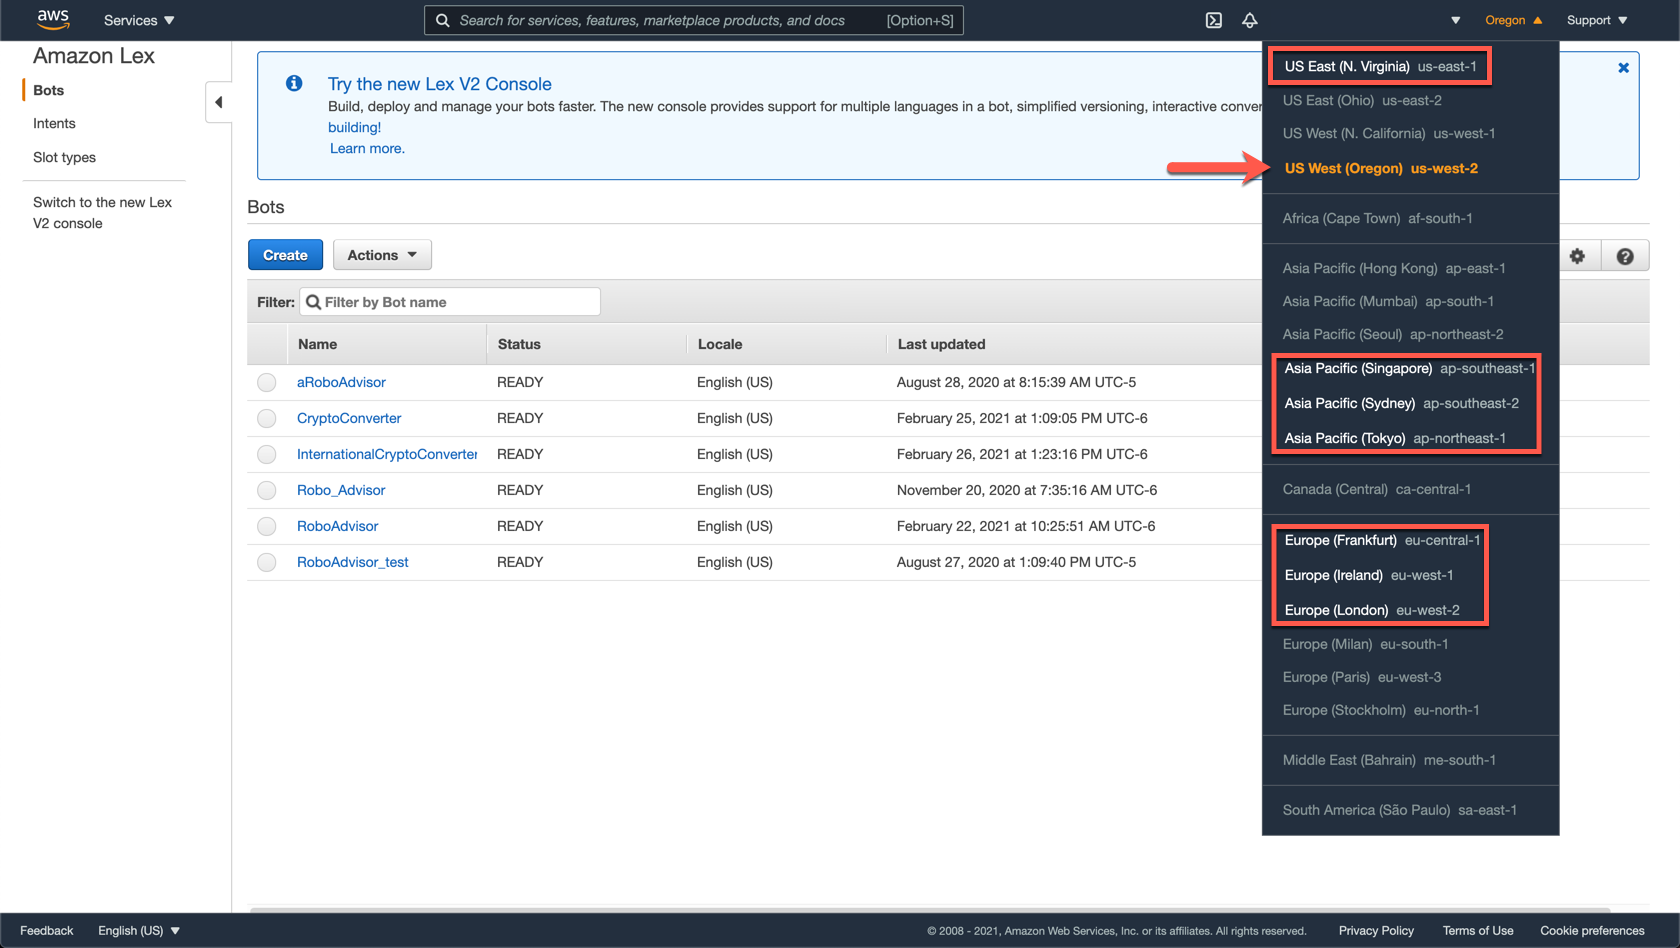 aws
Services
Search for services, features, marketplace products, and docs [Option+S]
Oregon
Support
Amazon Lex
Bots
Intents
Slot types
Switch to the new Lex
V2 console
Try the new Lex V2 Console
Build, deploy and manage your bots faster. The new console provides support for multiple languages in a bot, simplified versioning, interactive conver
building!
Learn more.
Bots
Create
Actions
Filter: Filter by Bot name
Name Status Locale Last updated
aRoboAdvisor READY English (US) August 28, 2020 at 8:15:39 AM UTC-5
CryptoConverter READY English (US) February 25, 2021 at 1:09:05 PM UTC-6
InternationalCryptoConverter READY English (US) February 26, 2021 at 1:23:16 PM UTC-6
Robo_Advisor READY English (US) November 20, 2020 at 7:35:16 AM UTC-6
RoboAdvisor READY English (US) February 22, 2021 at 10:25:51 AM UTC-6
RoboAdvisor_test READY English (US) August 27, 2020 at 1:09:40 PM UTC-5
US East (N. Virginia) us-east-1
US East (Ohio) us-east-2
US West (N. California) us-west-1
US West (Oregon) us-west-2
Africa (Cape Town) af-south-1
Asia Pacific (Hong Kong) ap-east-1
Asia Pacific (Mumbai) ap-south-1
Asia Pacific (Seoul) ap-northeast-2
Asia Pacific (Singapore) ap-southeast-1
Asia Pacific (Sydney) ap-southeast-2
Asia Pacific (Tokyo) ap-northeast-1
Canada (Central) ca-central-1
Europe (Frankfurt) eu-central-1
Europe (Ireland) eu-west-1
Europe (London) eu-west-2
Europe (Milan) eu-south-1
Europe (Paris) eu-west-3
Europe (Stockholm) eu-north-1
Middle East (Bahrain) me-south-1
South America (São Paulo) sa-east-1
Feedback
English (US)
© 2008 - 2021, Amazon Web Services, Inc. or its affiliates. All rights reserved.
Privacy Policy
Terms of Use
Cookie preferences